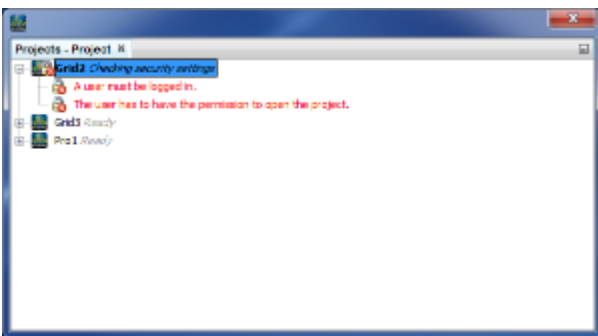 Projects - Project
Grid2 Checking security settings
A user must be logged in.
The user has to have the permission to open the project.
Grid3 Ready
Pro1 Ready